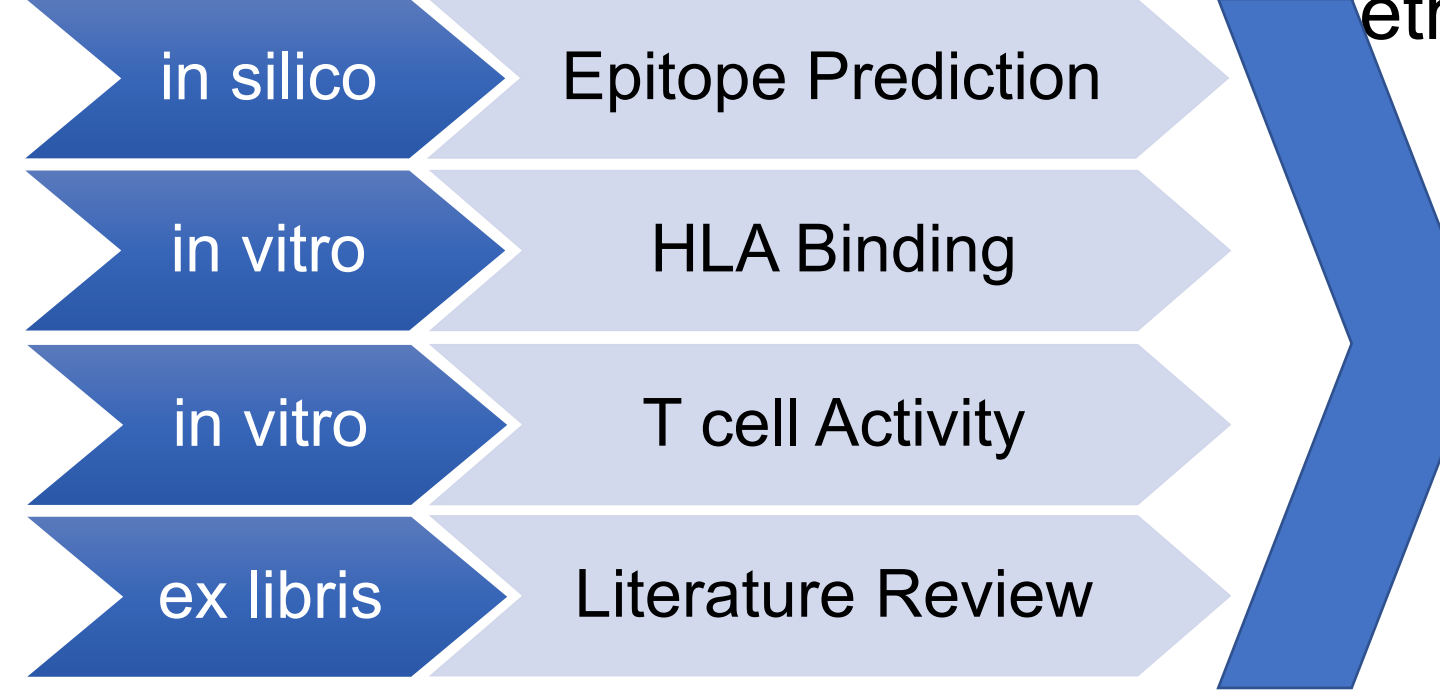 in silico Epitope Prediction
in vitro HLA Binding
in vitro T cell Activity
ex libris Literature Review